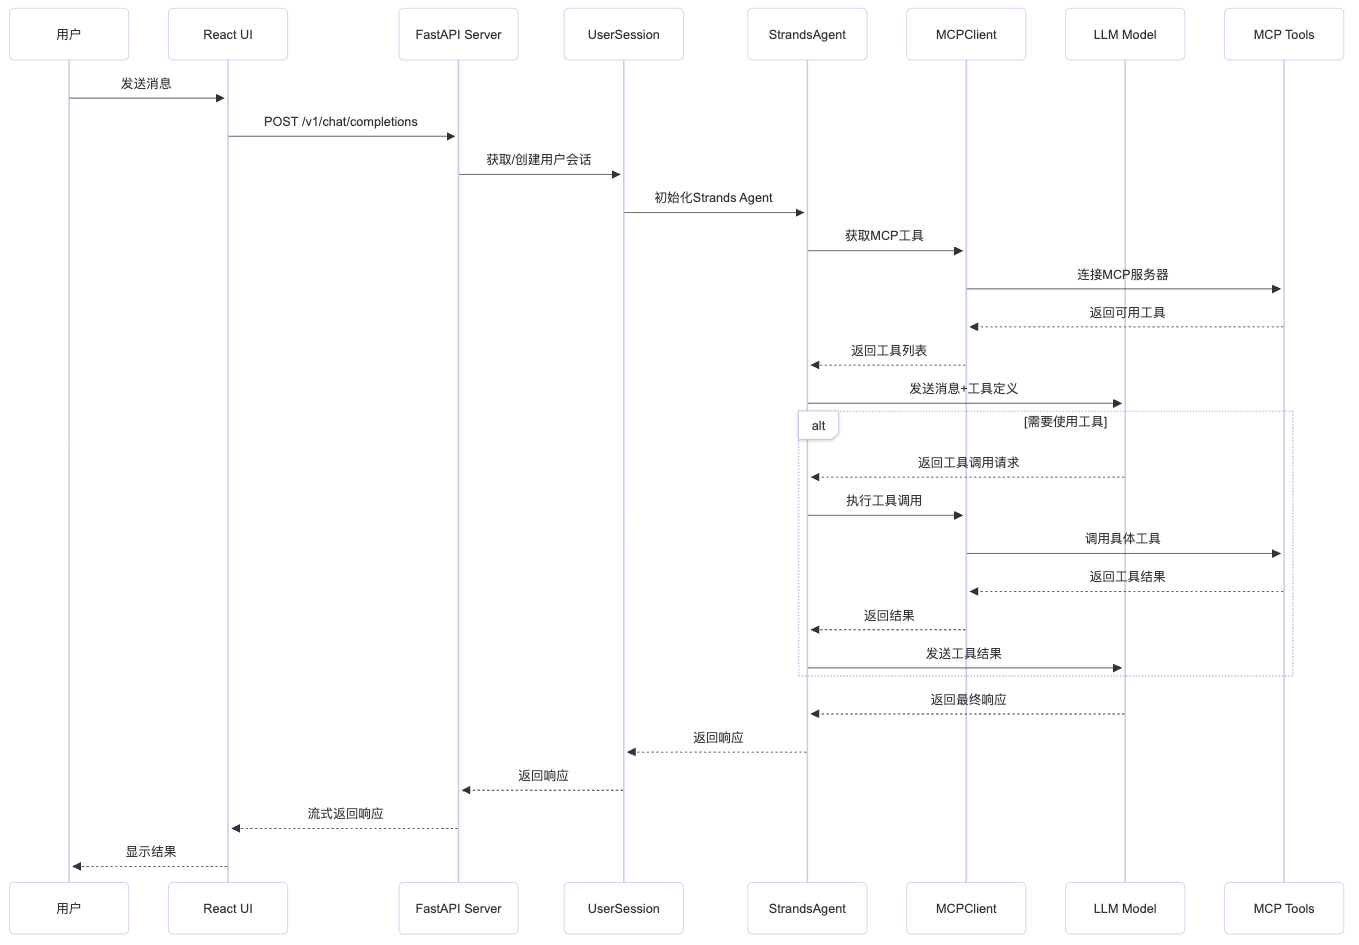 用户
React UI
FastAPI Server
UserSession
StrandsAgent
MCPClient
LLM Model
MCP Tools
发送消息
POST /v1/chat/completions
获取/创建用户会话
初始化Strands Agent
获取MCP工具
连接MCP服务器
返回可用工具
返回工具列表
发送消息+工具定义
alt
[需要使用工具]
返回工具调用请求
执行工具调用
调用具体工具
返回工具结果
返回结果
发送工具结果
返回最终响应
返回响应
返回响应
流式返回响应
显示结果
用户
React UI
FastAPI Server
UserSession
StrandsAgent
MCPClient
LLM Model
MCP Tools